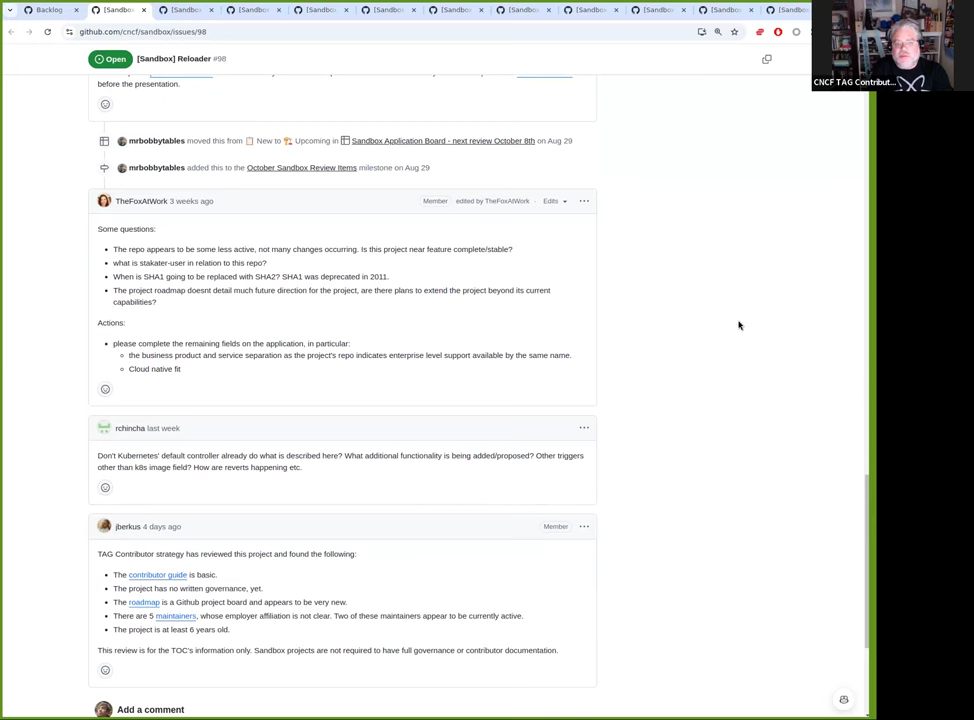 Backlog
[Sandbox]
[Sandbox]
[Sandbox]
[Sandbox]
[Sandbox]
[Sandbox]
[Sandbox]
[Sandbox]
[Sandbox]
[Sandbox]
[Sandbox]
github.com/cncf/sandbox/issues/98
CNCF TAG Contribut...
Open
[Sandbox] Reloader #98
before the presentation.
mrbobbytables moved this from 📋 New to 🏗 Upcoming in Sandbox Application Board - next review October 8th on Aug 29
mrbobbytables added this to the October Sandbox Review Items milestone on Aug 29
TheFoxAtWork 3 weeks ago
Member
edited by TheFoxAtWork
Edits
Some questions:
• The repo appears to be some less active, not many changes occurring. Is this project near feature complete/stable?
• what is stakater-user in relation to this repo?
• When is SHA1 going to be replaced with SHA2? SHA1 was deprecated in 2011.
• The project roadmap doesnt detail much future direction for the project, are there plans to extend the project beyond its current
capabilities?
Actions:
• please complete the remaining fields on the application, in particular:
◦ the business product and service separation as the project's repo indicates enterprise level support available by the same name.
◦ Cloud native fit
rchincha last week
Don't Kubernetes' default controller already do what is described here? What additional functionality is being added/proposed? Other triggers
other than k8s image field? How are reverts happening etc.
jberkus 4 days ago
Member
TAG Contributor strategy has reviewed this project and found the following:
• The contributor guide is basic.
• The project has no written governance, yet.
• The roadmap is a Github project board and appears to be very new.
• There are 5 maintainers, whose employer affiliation is not clear. Two of these maintainers appear to be currently active.
• The project is at least 6 years old.
This review is for the TOC's information only. Sandbox projects are not required to have full governance or contributor documentation.
Add a comment